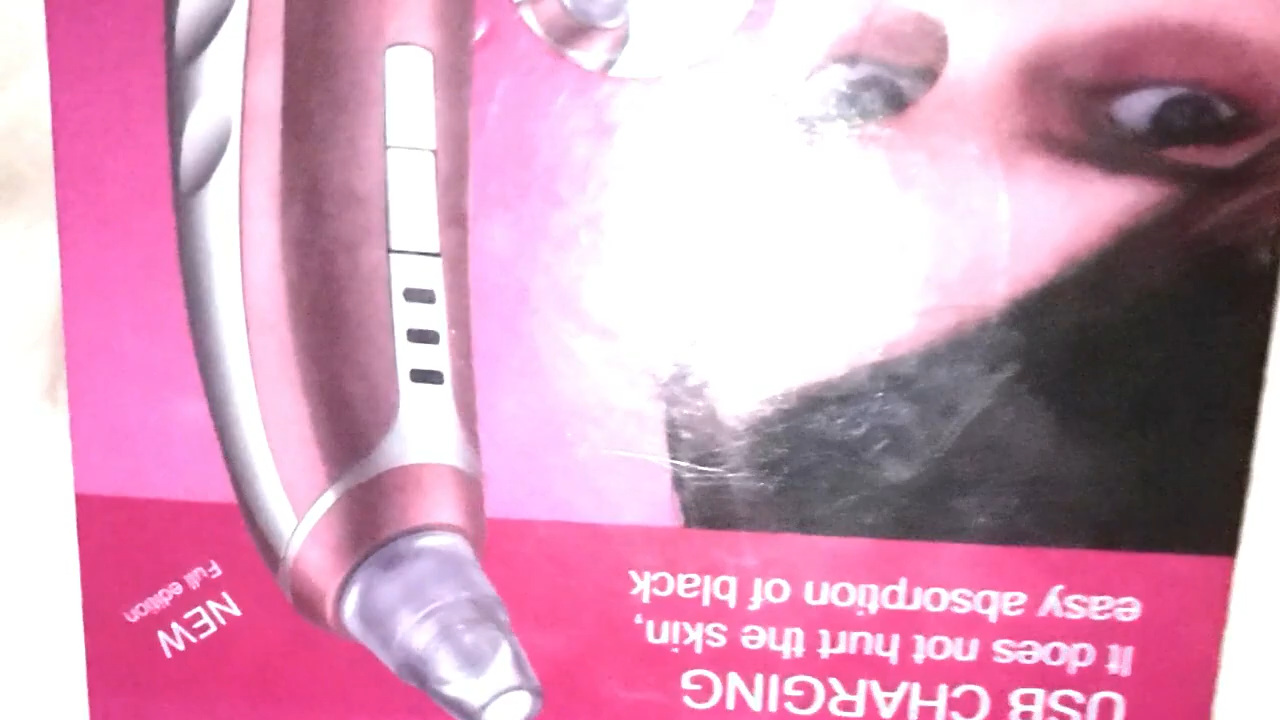 USB CHARGING
It does not hurt the skin,
easy absorption of black
NEW
Full edition